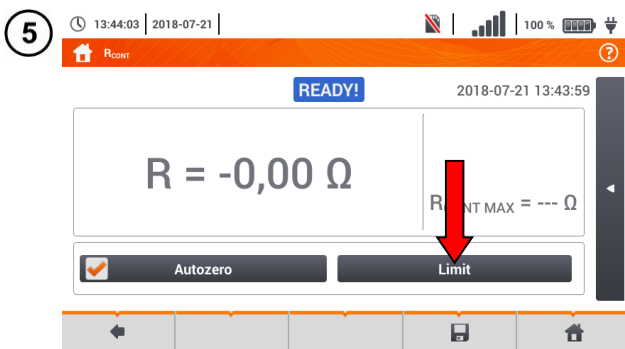 5
13:44:03 2018-07-21 100 %
RCONT ?
READY! 2018-07-21 13:43:59
R = -0,00 Ω
RCONT MAX = --- Ω
Autozero Limit